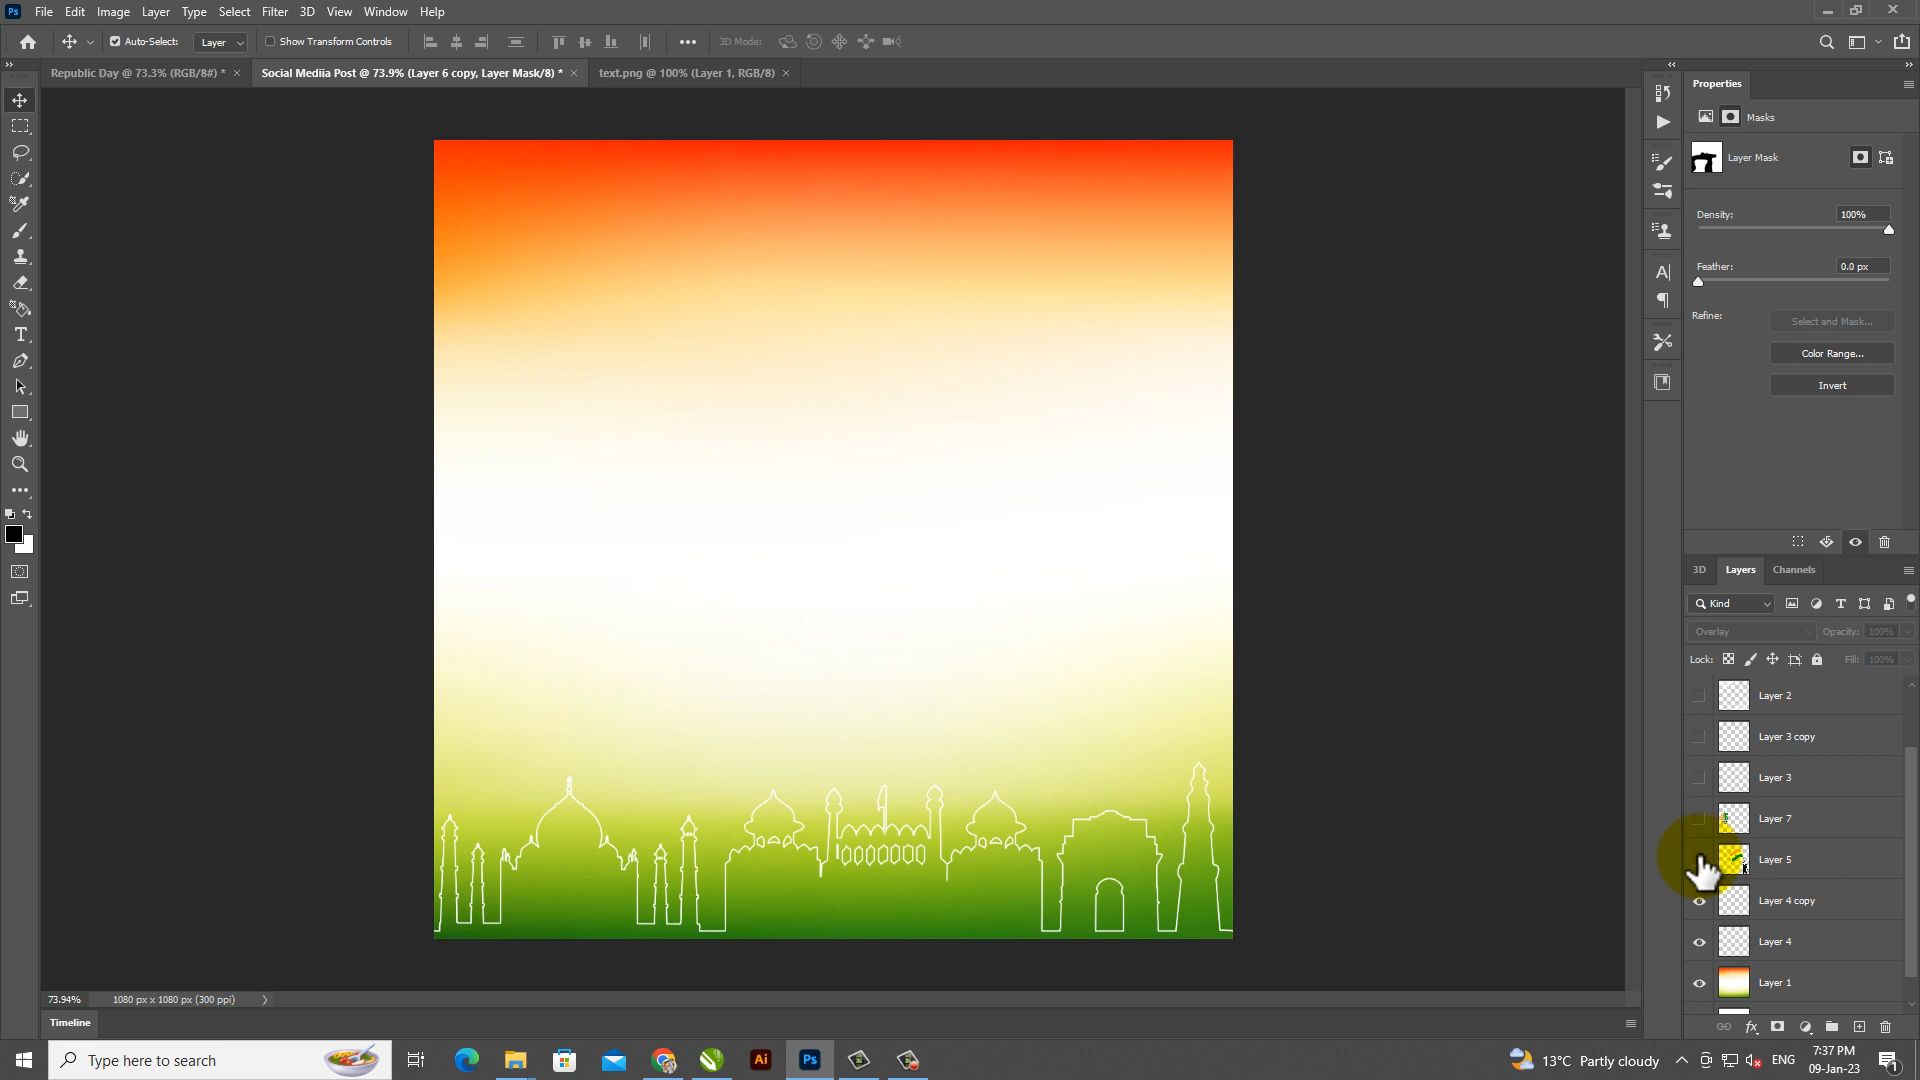 Ps File Edit Image Layer Type Select Filter 3D View Window Help
Auto-Select: Layer Show Transform Controls 3D Mode:
Republic Day @ 73.3% (RGB/8#) * × Social Mediia Post @ 73.9% (Layer 6 copy, Layer Mask/8) * × text.png @ 100% (Layer 1, RGB/8) ×
Properties
Masks
Layer Mask
Density: 100%
Feather: 0.0 px
Refine: Select and Mask...
Color Range...
Invert
3D Layers Channels
Kind
Overlay Opacity: 100%
Lock: Fill: 100%
Layer 2
Layer 3 copy
Layer 3
Layer 7
Layer 5
Layer 4 copy
Layer 4
Layer 1
73.94% 1080 px x 1080 px (300 ppi)
Timeline
Type here to search Ai Ps 13°C Partly cloudy ENG 7:37 PM
09-Jan-23 1